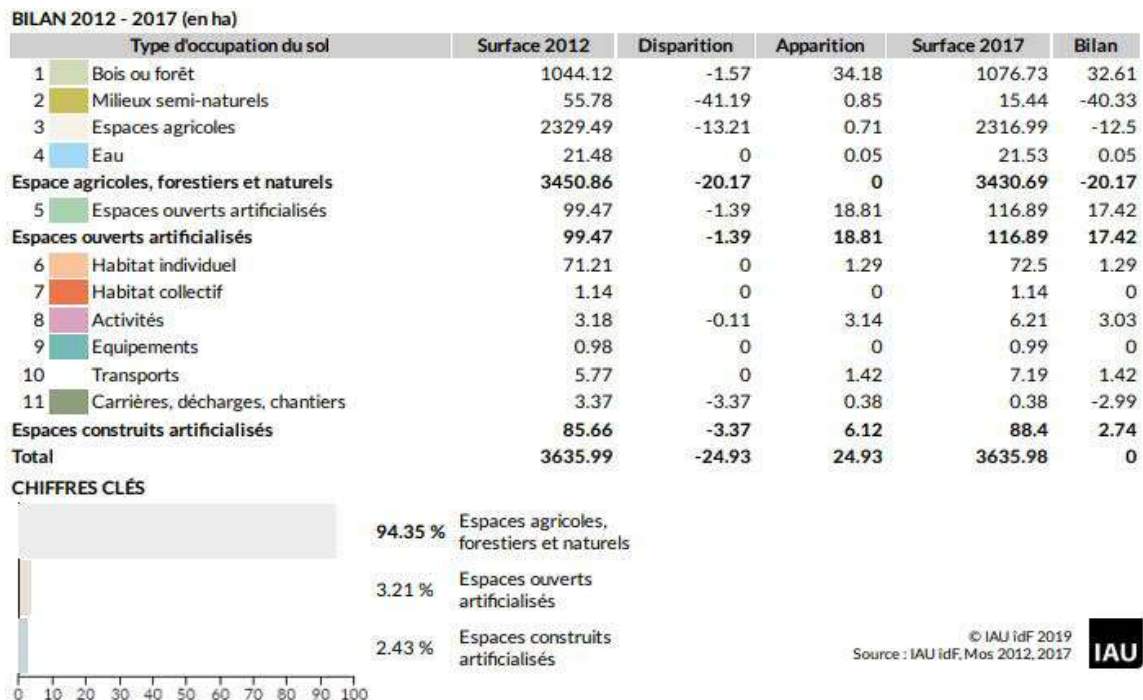 BILAN 2012 - 2017 (en ha)
Type d'occupation du sol Surface 2012 Disparition Apparition Surface 2017 Bilan
1 Bois ou forêt 1044.12 -1.57 34.18 1076.73 32.61
2 Milieux semi-naturels 55.78 -41.19 0.85 15.44 -40.33
3 Espaces agricoles 2329.49 -13.21 0.71 2316.99 -12.5
4 Eau 21.48 0 0.05 21.53 0.05
Espace agricoles, forestiers et naturels 3450.86 -20.17 0 3430.69 -20.17
5 Espaces ouverts artificialisés 99.47 -1.39 18.81 116.89 17.42
Espaces ouverts artificialisés 99.47 -1.39 18.81 116.89 17.42
6 Habitat individuel 71.21 0 1.29 72.5 1.29
7 Habitat collectif 1.14 0 0 1.14 0
8 Activités 3.18 -0.11 3.14 6.21 3.03
9 Equipements 0.98 0 0 0.99 0
10 Transports 5.77 0 1.42 7.19 1.42
11 Carrières, décharges, chantiers 3.37 -3.37 0.38 0.38 -2.99
Espaces construits artificialisés 85.66 -3.37 6.12 88.4 2.74
Total 3635.99 -24.93 24.93 3635.98 0
CHIFFRES CLÉS
94.35 % Espaces agricoles,
forestiers et naturels
3.21 % Espaces ouverts
artificialisés
2.43 % Espaces construits
artificialisés
0 10 20 30 40 50 60 70 80 90 100
© IAU îdF 2019
Source : IAU îdF, Mos 2012, 2017
IAU